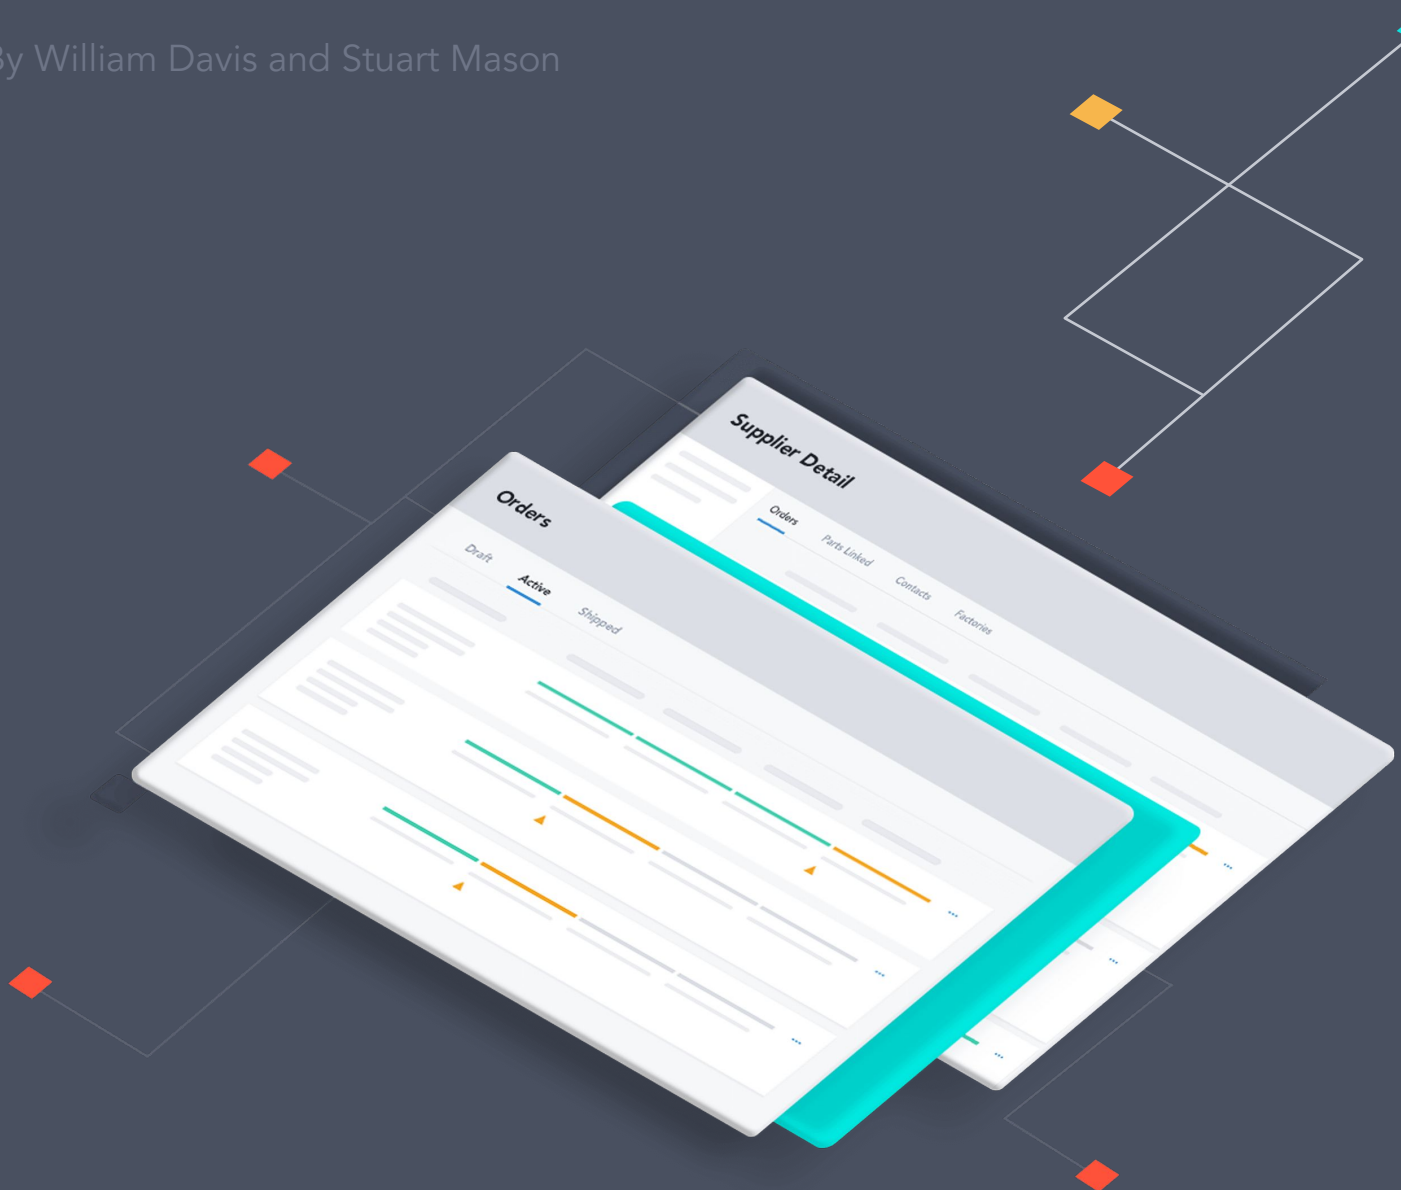 By William Davis and Stuart Mason
Supplier Detail
Orders
Parts Linked
Contacts
Factories
Orders
Draft
Active
Shipped